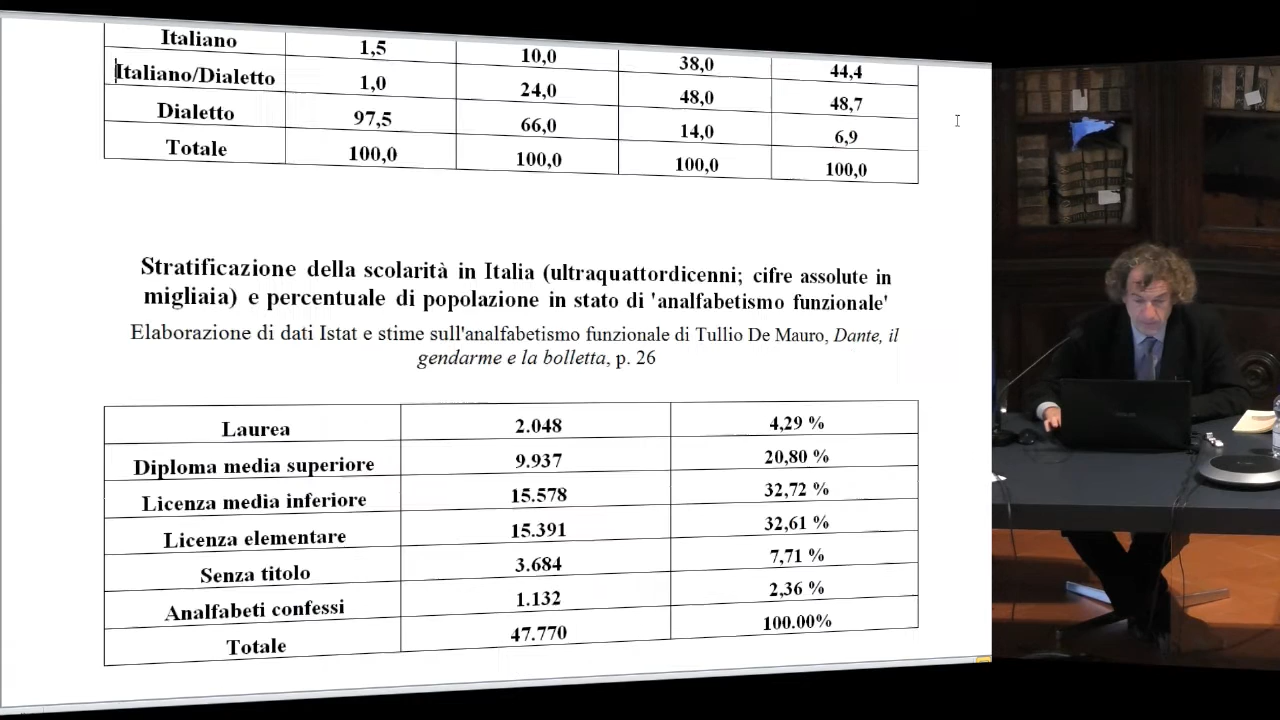 Italiano 1,5 10,0 38,0 44,4
Italiano/Dialetto 1,0 24,0 48,0 48,7
Dialetto 97,5 66,0 14,0 6,9
Totale 100,0 100,0 100,0 100,0
Stratificazione della scolarità in Italia (ultraquattordicenni; cifre assolute in
migliaia) e percentuale di popolazione in stato di 'analfabetismo funzionale'
Elaborazione di dati Istat e stime sull'analfabetismo funzionale di Tullio De Mauro, Dante, il
gendarme e la bolletta, p. 26
Laurea 2.048 4,29 %
Diploma media superiore 9.937 20,80 %
Licenza media inferiore 15.578 32,72 %
Licenza elementare 15.391 32,61 %
Senza titolo 3.684 7,71 %
Analfabeti confessi 1.132 2,36 %
Totale 47.770 100.00%